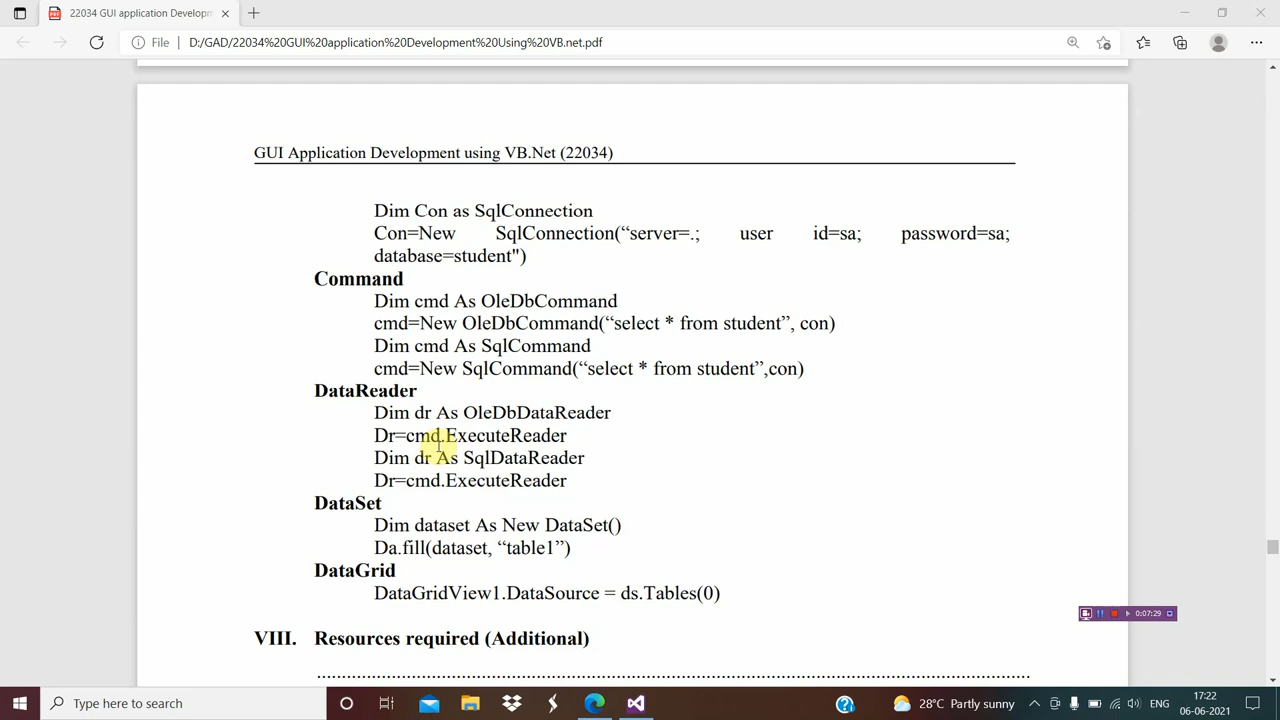 22034 GUI application Developm
File
D:/GAD/22034%20GUI%20application%20Development%20Using%20VB.net.pdf
GUI Application Development using VB.Net (22034)
Dim Con as SqlConnection
Con=New SqlConnection(“server=.; user id=sa; password=sa;
database=student")
Command
Dim cmd As OleDbCommand
cmd=New OleDbCommand(“select * from student”, con)
Dim cmd As SqlCommand
cmd=New SqlCommand(“select * from student”,con)
DataReader
Dim dr As OleDbDataReader
Dr=cmd.ExecuteReader
Dim dr As SqlDataReader
Dr=cmd.ExecuteReader
DataSet
Dim dataset As New DataSet()
Da.fill(dataset, “table1”)
DataGrid
DataGridView1.DataSource = ds.Tables(0)
0:07:29
VIII. Resources required (Additional)
Type here to search
28°C Partly sunny
ENG
17:22
06-06-2021